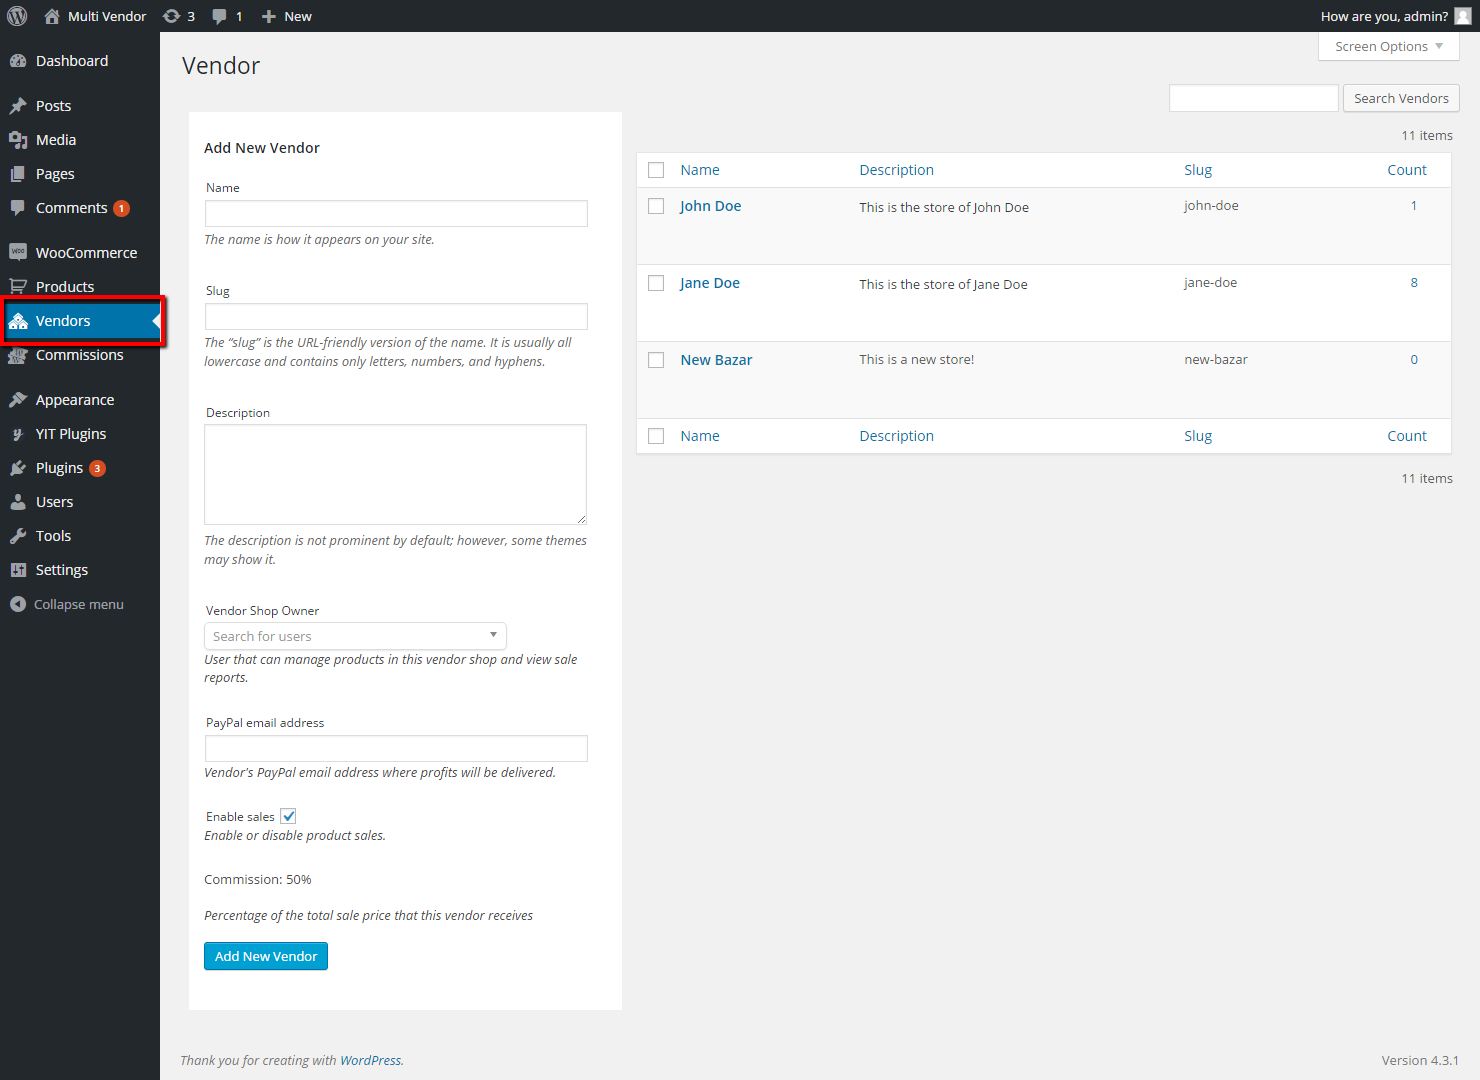 Multi Vendor 3 1 New
How are you, admin?
Screen Options
Dashboard
Posts
Media
Pages
Comments 1
WooCommerce
Products
Vendors
Commissions
Appearance
YIT Plugins
Plugins 3
Users
Tools
Settings
Collapse menu
Vendor
Search Vendors
Add New Vendor
Name
The name is how it appears on your site.
Slug
The “slug” is the URL-friendly version of the name. It is usually all
lowercase and contains only letters, numbers, and hyphens.
Description
The description is not prominent by default; however, some themes
may show it.
Vendor Shop Owner
Search for users
User that can manage products in this vendor shop and view sale
reports.
PayPal email address
Vendor's PayPal email address where profits will be delivered.
Enable sales
Enable or disable product sales.
Commission: 50%
Percentage of the total sale price that this vendor receives
Add New Vendor
11 items
Name Description Slug Count
John Doe This is the store of John Doe john-doe 1
Jane Doe This is the store of Jane Doe jane-doe 8
New Bazar This is a new store! new-bazar 0
Name Description Slug Count
11 items
Thank you for creating with WordPress.
Version 4.3.1